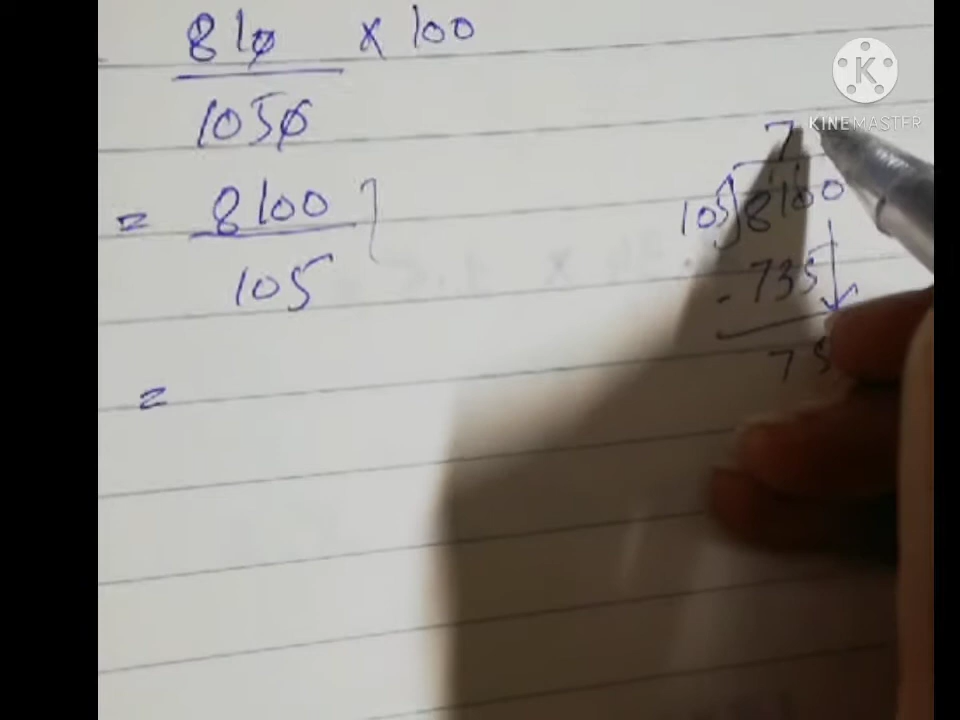 810 × 100
1050
= 8100
105
=
K
KINEMASTER
7
105 8100
- 735
75